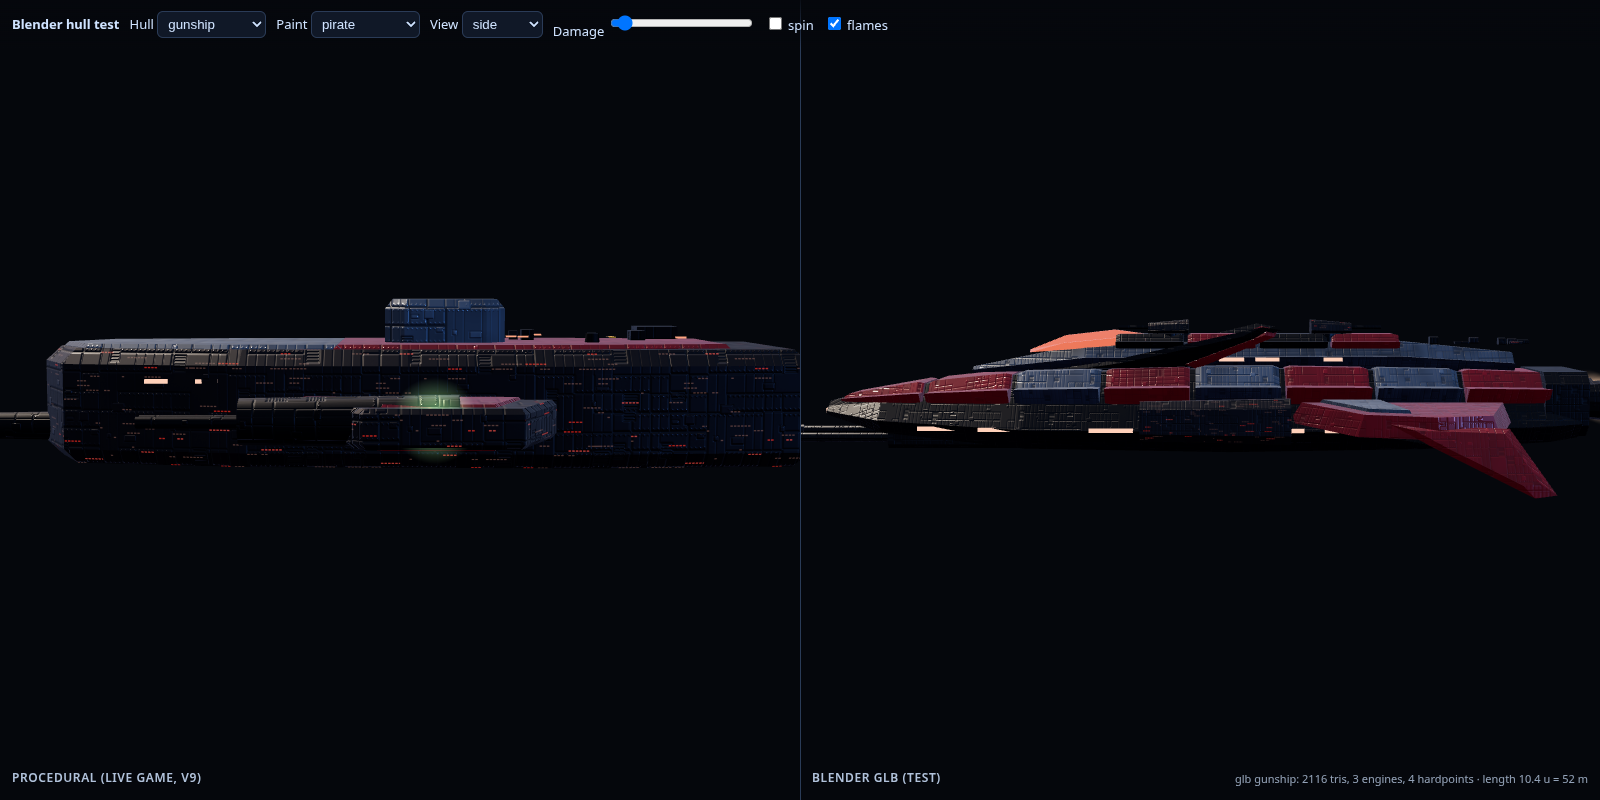 Blender hull test Hull gunship Paint pirate View side Damage spin flames
PROCEDURAL (LIVE GAME, V9)
BLENDER GLB (TEST)
glb gunship: 2116 tris, 3 engines, 4 hardpoints · length 10.4 u = 52 m